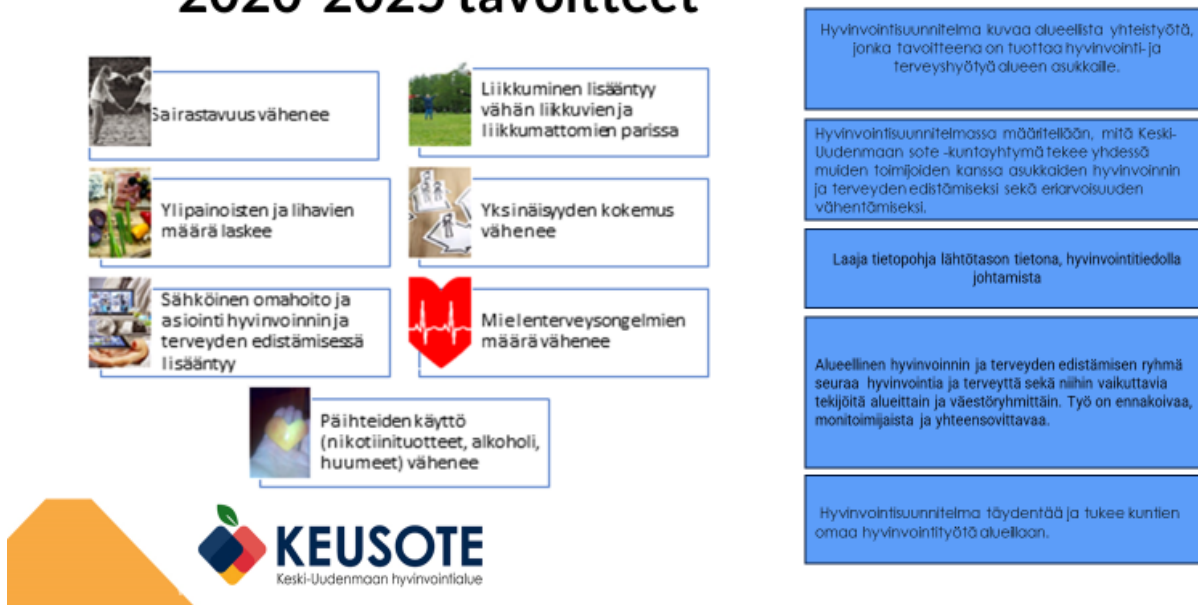 2020-2025 tavoitteet
Sairastavuus vähenee
Liikkuminen lisääntyy
vähän liikkuvien ja
liikkumattomien parissa
Ylipainoisten ja lihavien
määrä laskee
Yksinäisyyden kokemus
vähenee
Sähköinen omahoito ja
asiointi hyvinvoinnin ja
terveyden edistämisessä
lisääntyy
Mielenterveysongelmien
määrä vähenee
Päihteiden käyttö
(nikotiinituotteet, alkoholi,
huumeet) vähenee
KEUSOTE
Keski-Uudenmaan hyvinvointialue
Hyvinvointisuunnitelma kuvaa alueellista yhteistyötä,
jonka tavoitteena on tuottaa hyvinvointi- ja
terveyshyötyä alueen asukkaille.
Hyvinvointisuunnitelmassa määritellään, mitä Keski-
Uudenmaan sote -kuntayhtymä tekee yhdessä
muiden toimijoiden kanssa asukkaiden hyvinvoinnin
ja terveyden edistämiseksi sekä eriarvoisuuden
vähentämiseksi.
Laaja tietopohja lähtötason tietona, hyvinvointitiedolla
johtamista
Alueellinen hyvinvoinnin ja terveyden edistämisen ryhmä
seuraa hyvinvointia ja terveyttä sekä niihin vaikuttavia
tekijöitä alueittain ja väestöryhmittäin. Työ on ennakoivaa,
monitoimijaista ja yhteensovittavaa.
Hyvinvointisuunnitelma täydentää ja tukee kuntien
omaa hyvinvointityötä alueillaan.